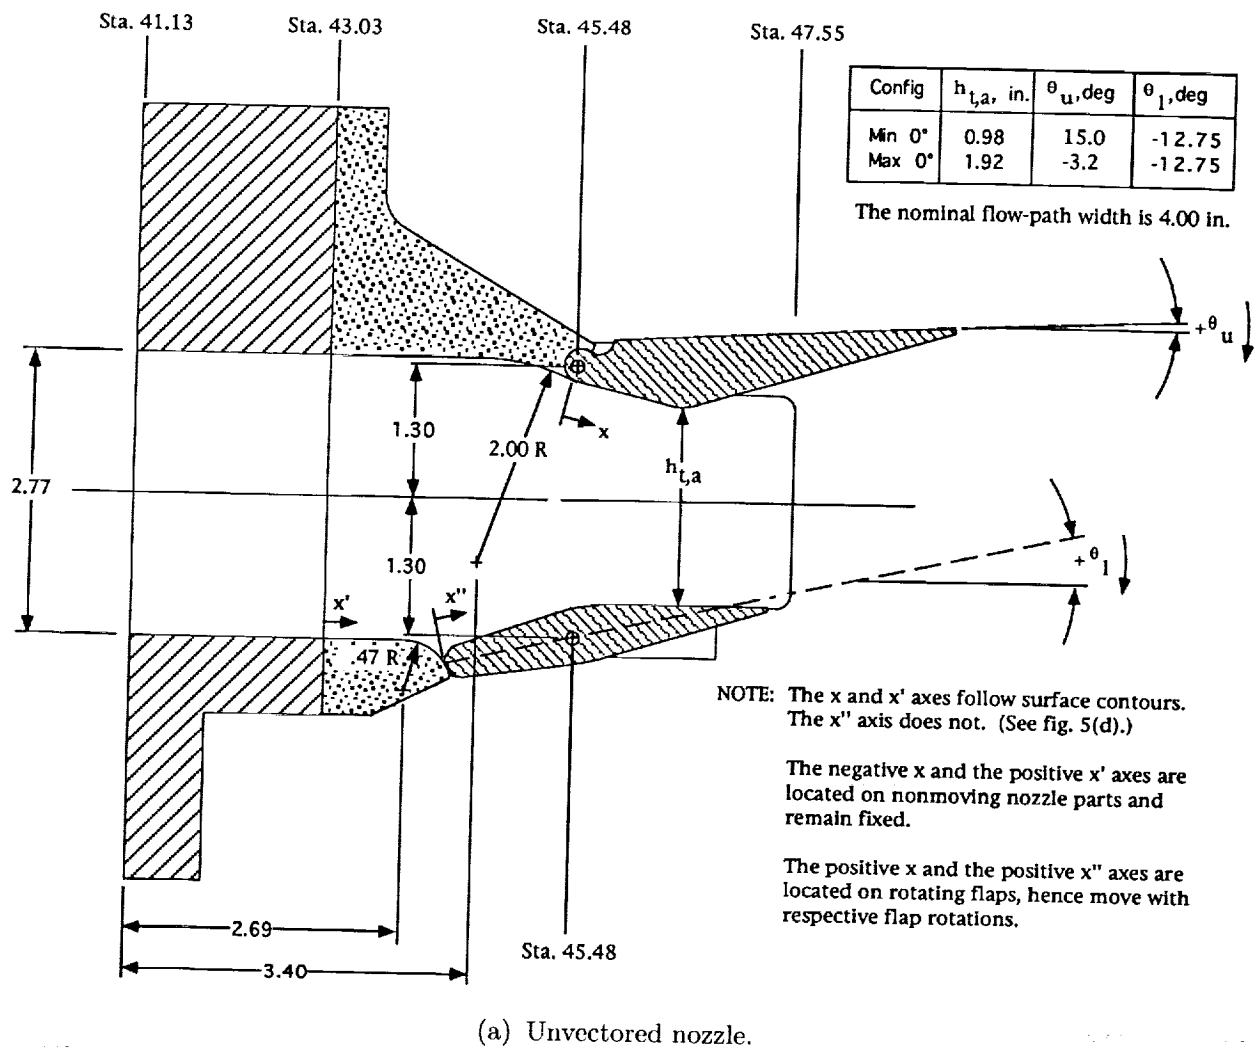 Sta. 41.13
Sta. 43.03
Sta. 45.48
Sta. 47.55
Config h t,a, in. θ u, deg θ l, deg
Min 0° 0.98 15.0 -12.75
Max 0° 1.92 -3.2 -12.75
The nominal flow-path width is 4.00 in.
+θ u
1.30
x
2.00 R
h t,a
2.77
1.30
+θ l
x'
x"
.47 R
NOTE: The x and x' axes follow surface contours.
The x" axis does not. (See fig. 5(d).)
The negative x and the positive x' axes are
located on nonmoving nozzle parts and
remain fixed.
The positive x and the positive x" axes are
located on rotating flaps, hence move with
respective flap rotations.
2.69
Sta. 45.48
3.40
(a) Unvectored nozzle.